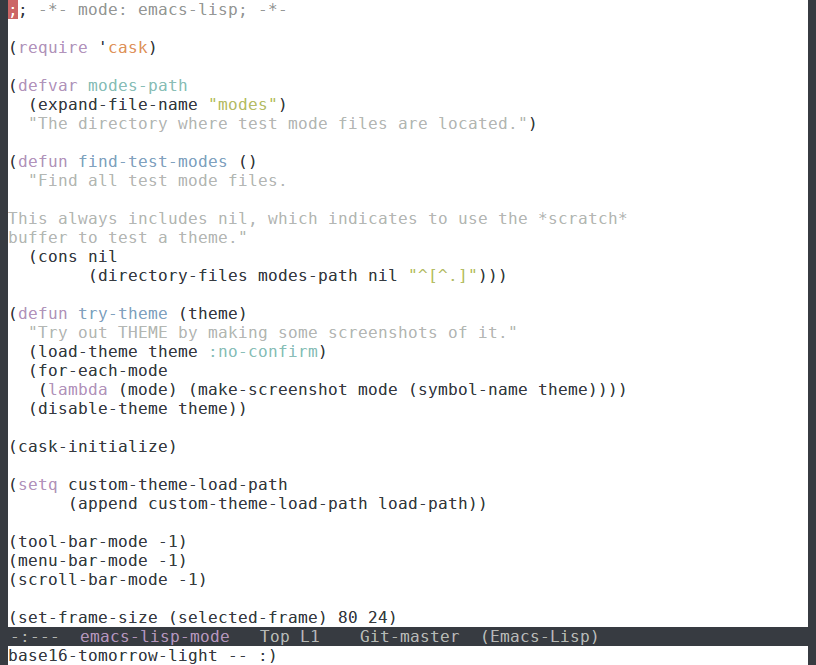 ;; -*- mode: emacs-lisp; -*-

(require 'cask)

(defvar modes-path
  (expand-file-name "modes")
  "The directory where test mode files are located.")

(defun find-test-modes ()
  "Find all test mode files.

This always includes nil, which indicates to use the *scratch*
buffer to test a theme."
  (cons nil
        (directory-files modes-path nil "^[^.]")))

(defun try-theme (theme)
  "Try out THEME by making some screenshots of it."
  (load-theme theme :no-confirm)
  (for-each-mode
   (lambda (mode) (make-screenshot mode (symbol-name theme))))
  (disable-theme theme))

(cask-initialize)

(setq custom-theme-load-path
      (append custom-theme-load-path load-path))

(tool-bar-mode -1)
(menu-bar-mode -1)
(scroll-bar-mode -1)

(set-frame-size (selected-frame) 80 24)
-:---  emacs-lisp-mode   Top L1    Git-master  (Emacs-Lisp)
base16-tomorrow-light -- :)